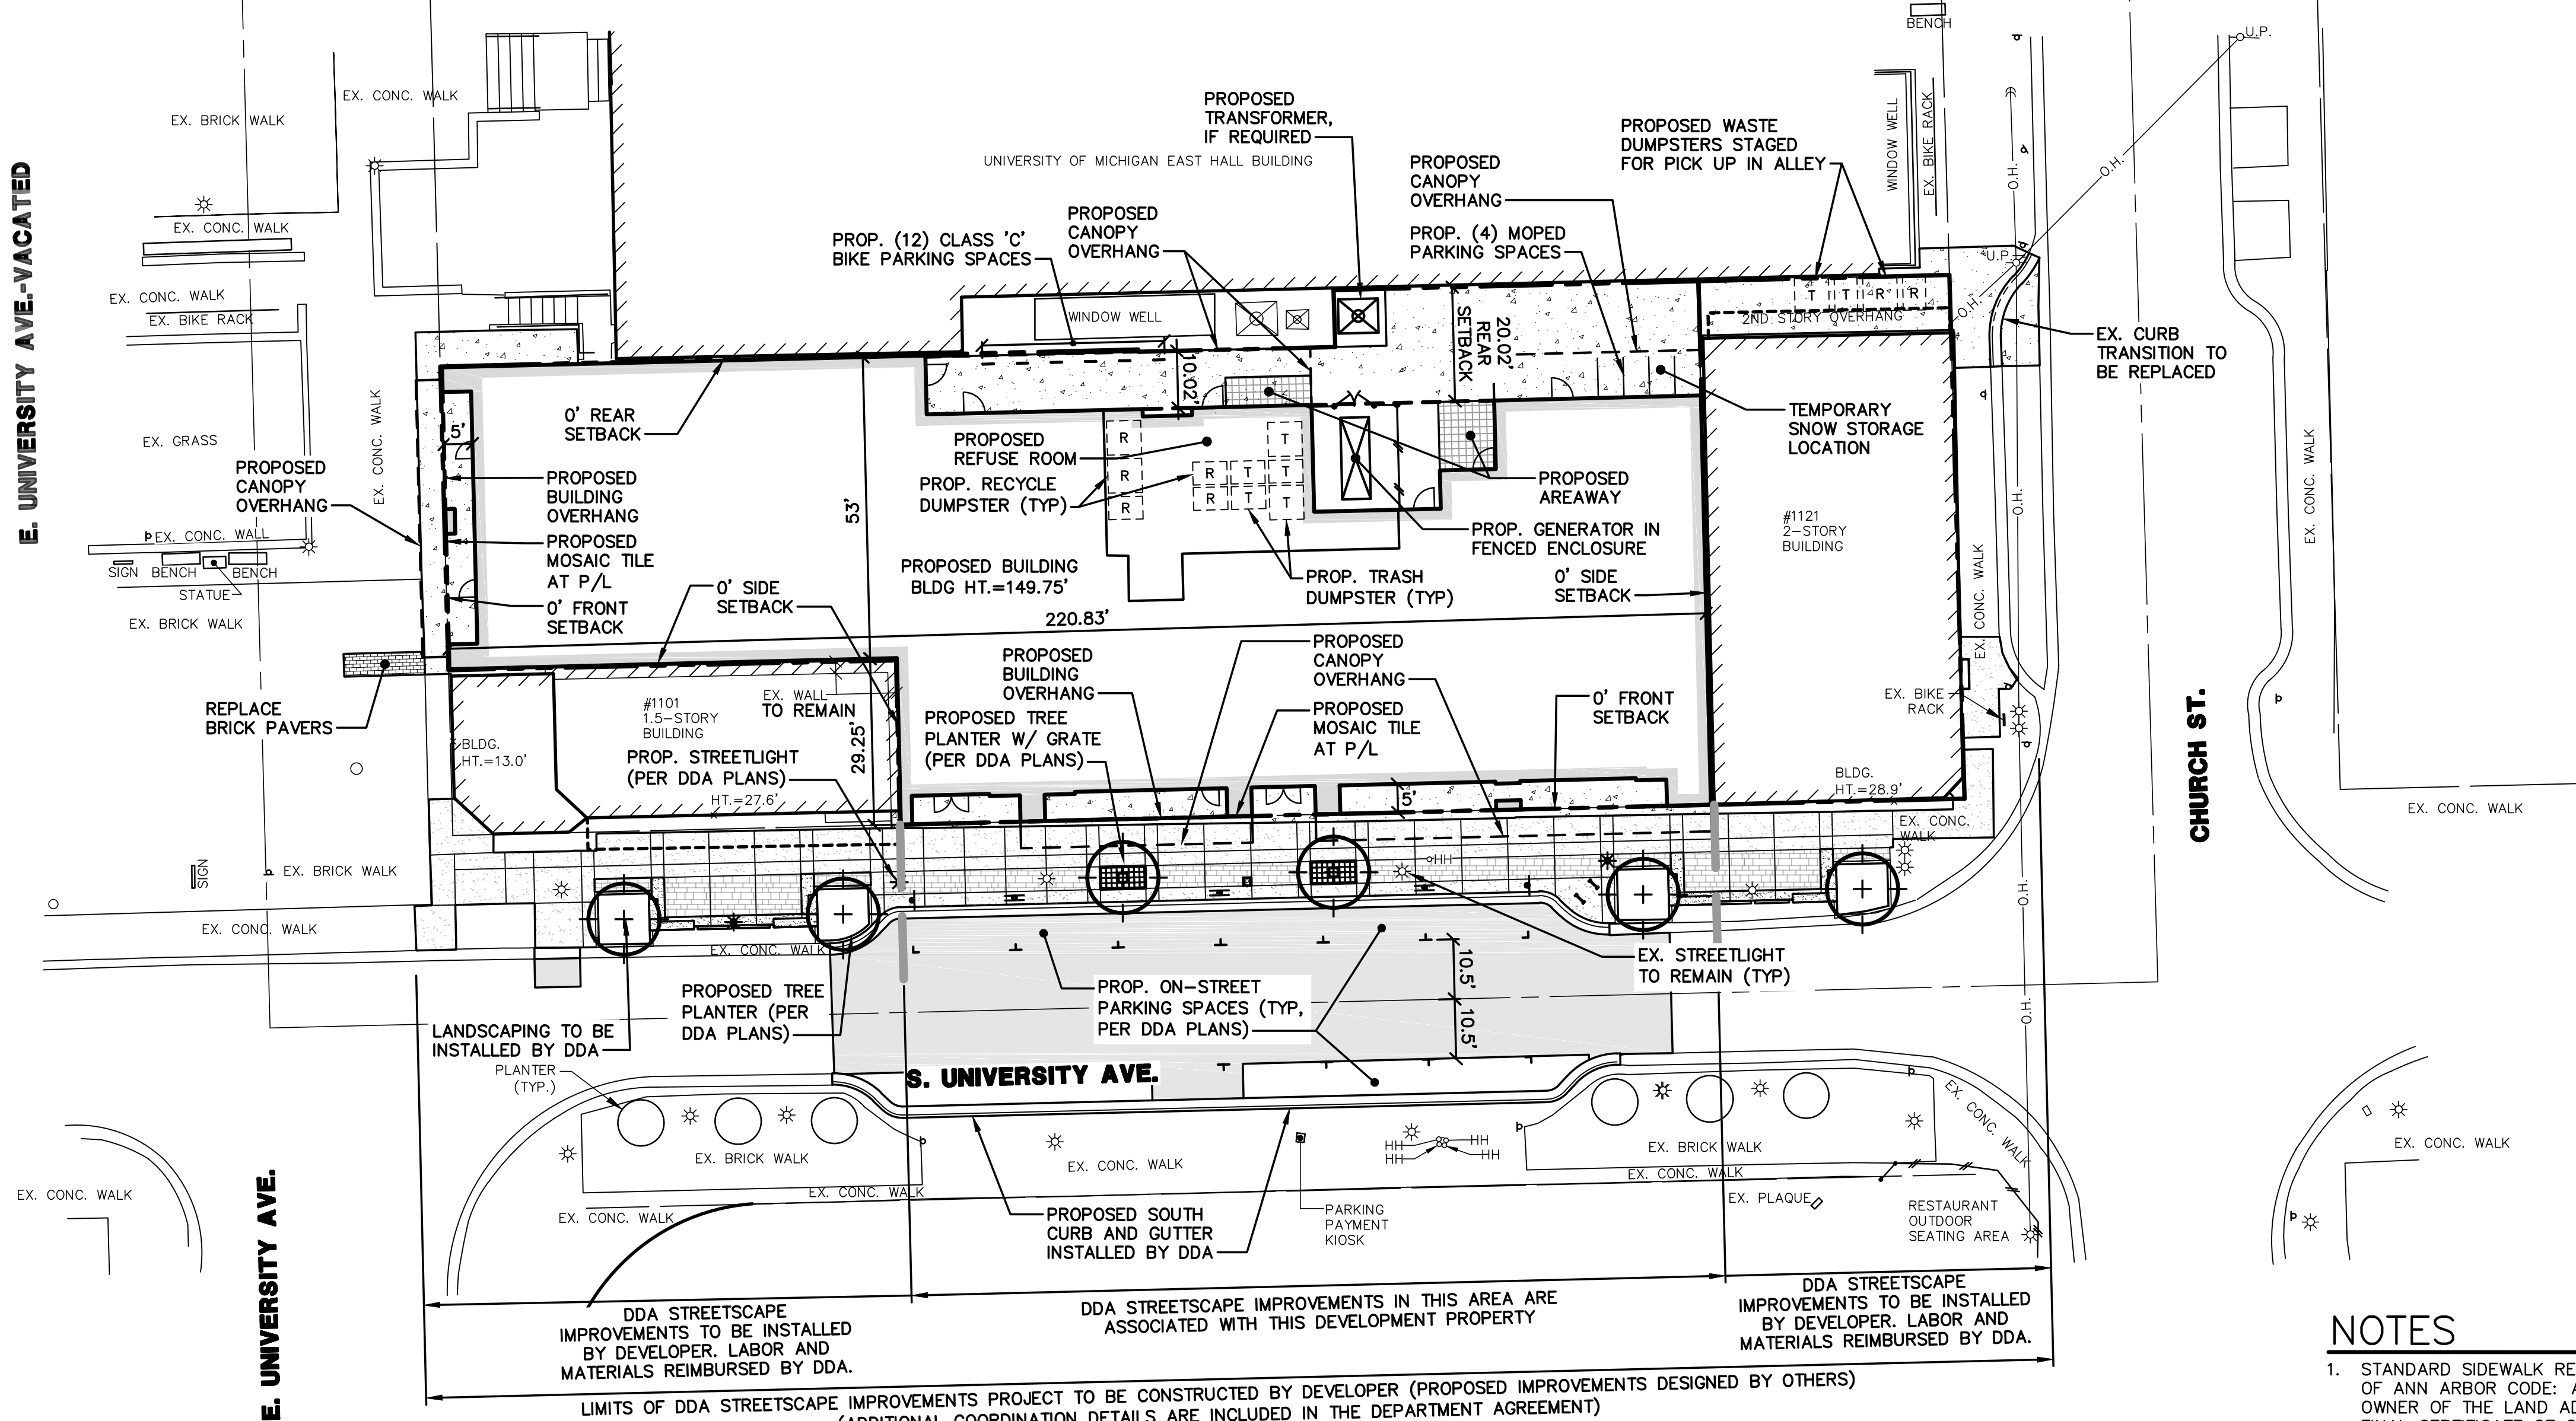 BENCH
U.P.
EX. CONC. WALK
EX. BRICK WALK
PROPOSED
TRANSFORMER,
IF REQUIRED
UNIVERSITY OF MICHIGAN EAST HALL BUILDING
PROPOSED WASTE
DUMPSTERS STAGED
FOR PICK UP IN ALLEY
PROPOSED
CANOPY
OVERHANG
WINDOW WELL
EX. BIKE RACK
O.H.
O.H.
E. UNIVERSITY AVE.-VACATED
EX. CONC. WALK
PROP. (12) CLASS 'C'
BIKE PARKING SPACES
PROPOSED
CANOPY
OVERHANG
PROP. (4) MOPED
PARKING SPACES
U.P.
EX. CONC. WALK
EX. BIKE RACK
WINDOW WELL
T T R R
2ND STORY OVERHANG
O.H.
20.02'
REAR
SETBACK
10.02'
EX. CURB
TRANSITION TO
BE REPLACED
EX. CONC. WALK
EX. GRASS
0' REAR
SETBACK
5'
TEMPORARY
SNOW STORAGE
LOCATION
PROPOSED
REFUSE ROOM
R
R
R
T
R T T
R T T
PROPOSED
CANOPY
OVERHANG
PROPOSED
BUILDING
OVERHANG
PROP. RECYCLE
DUMPSTER (TYP)
PROPOSED
AREAWAY
53'
O.H.
EX. CONC. WALK
EX. CONC. WALL
PROPOSED
MOSAIC TILE
AT P/L
PROP. GENERATOR IN
FENCED ENCLOSURE
#1121
2-STORY
BUILDING
SIGN BENCH BENCH
STATUE
PROPOSED BUILDING
BLDG HT.=149.75'
PROP. TRASH
DUMPSTER (TYP)
0' SIDE
SETBACK
0' SIDE
SETBACK
0' FRONT
SETBACK
EX. BRICK WALK
220.83'
EX. CONC. WALK
PROPOSED
BUILDING
OVERHANG
PROPOSED
CANOPY
OVERHANG
REPLACE
BRICK PAVERS
#1101
1.5-STORY
BUILDING
EX. WALL
TO REMAIN
EX. BIKE
RACK
0' FRONT
SETBACK
PROPOSED
MOSAIC TILE
AT P/L
PROPOSED TREE
PLANTER W/ GRATE
(PER DDA PLANS)
BLDG.
HT.=13.0'
PROP. STREETLIGHT
(PER DDA PLANS)
HT.=27.6'
29.25'
5'
BLDG.
HT.=28.9'
CHURCH ST.
EX. CONC. WALK
EX. CONC.
WALK
HH
SIGN
EX. BRICK WALK
O.H.
EX. CONC. WALK
EX. CONC. WALK
EX. STREETLIGHT
TO REMAIN (TYP)
10.5'
10.5'
PROPOSED TREE
PLANTER (PER
DDA PLANS)
PROP. ON-STREET
PARKING SPACES (TYP,
PER DDA PLANS)
O.H.
LANDSCAPING TO BE
INSTALLED BY DDA
PLANTER
(TYP.)
S. UNIVERSITY AVE.
EX. CONC. WALK
EX. BRICK WALK
EX. CONC. WALK
HH HH
HH HH
EX. BRICK WALK
EX. CONC. WALK
EX. CONC. WALK
EX. CONC. WALK
EX. CONC. WALK
EX. CONC. WALK
EX. PLAQUE
RESTAURANT
OUTDOOR
SEATING AREA
PROPOSED SOUTH
CURB AND GUTTER
INSTALLED BY DDA
PARKING
PAYMENT
KIOSK
E. UNIVERSITY AVE.
DDA STREETSCAPE
IMPROVEMENTS TO BE INSTALLED
BY DEVELOPER. LABOR AND
MATERIALS REIMBURSED BY DDA.
DDA STREETSCAPE IMPROVEMENTS IN THIS AREA ARE
ASSOCIATED WITH THIS DEVELOPMENT PROPERTY
DDA STREETSCAPE
IMPROVEMENTS TO BE INSTALLED
BY DEVELOPER. LABOR AND
MATERIALS REIMBURSED BY DDA.
LIMITS OF DDA STREETSCAPE IMPROVEMENTS PROJECT TO BE CONSTRUCTED BY DEVELOPER (PROPOSED IMPROVEMENTS DESIGNED BY OTHERS)
(ADDITIONAL COORDINATION DETAILS ARE INCLUDED IN THE DEPARTMENT AGREEMENT)
NOTES
1. STANDARD SIDEWALK RE
OF ANN ARBOR CODE: A
OWNER OF THE LAND AD